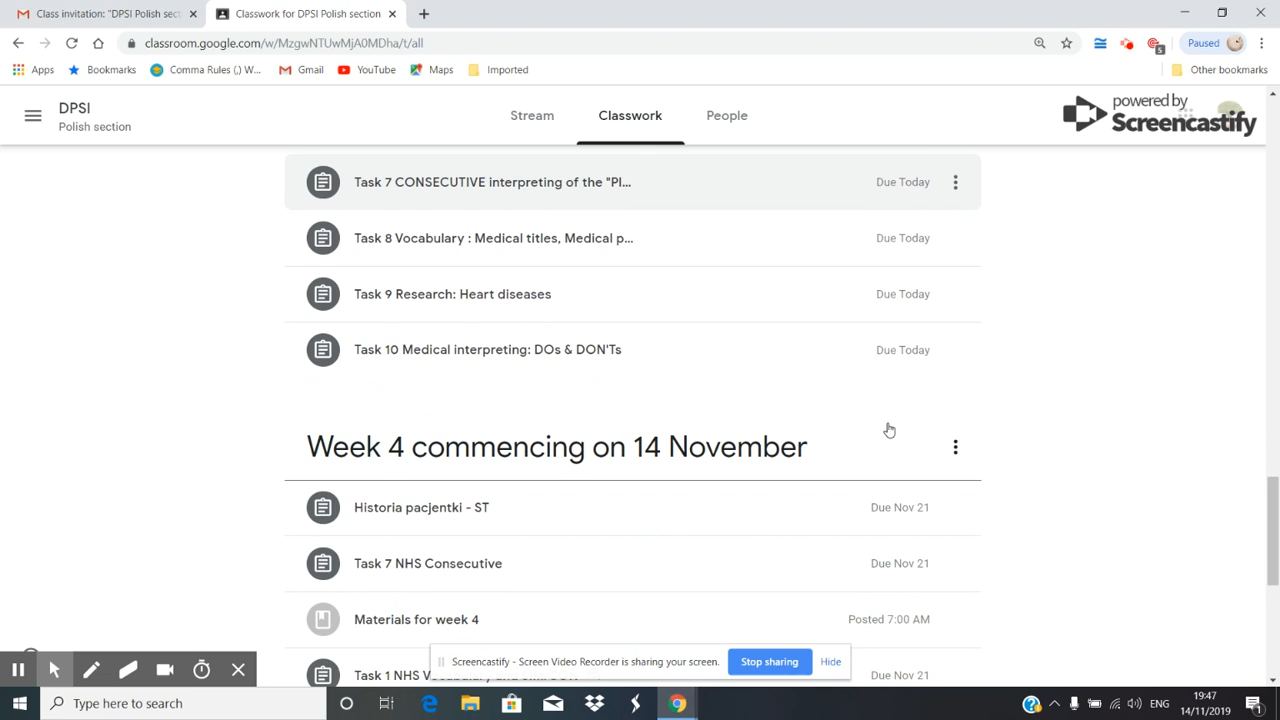 Class invitation: "DPSI Polish sect
Classwork for DPSI Polish section
classroom.google.com/w/MzgwNTUwMjA0MDha/t/all
5
Paused
Apps
Bookmarks
Comma Rules (,) W...
Gmail
YouTube
Maps
Imported
Other bookmarks
DPSI
Polish section
Stream
Classwork
People
powered by
Screencastify
Task 7 CONSECUTIVE interpreting of the "Pl...
Due Today
Task 8 Vocabulary : Medical titles, Medical p...
Due Today
Task 9 Research: Heart diseases
Due Today
Task 10 Medical interpreting: DOs & DON'Ts
Due Today
Week 4 commencing on 14 November
Historia pacjentki - ST
Due Nov 21
Task 7 NHS Consecutive
Due Nov 21
Materials for week 4
Posted 7:00 AM
Screencastify - Screen Video Recorder is sharing your screen.
Stop sharing
Hide
Task 1 NHS
Due Nov 21
Type here to search
ENG
19:47
14/11/2019
1